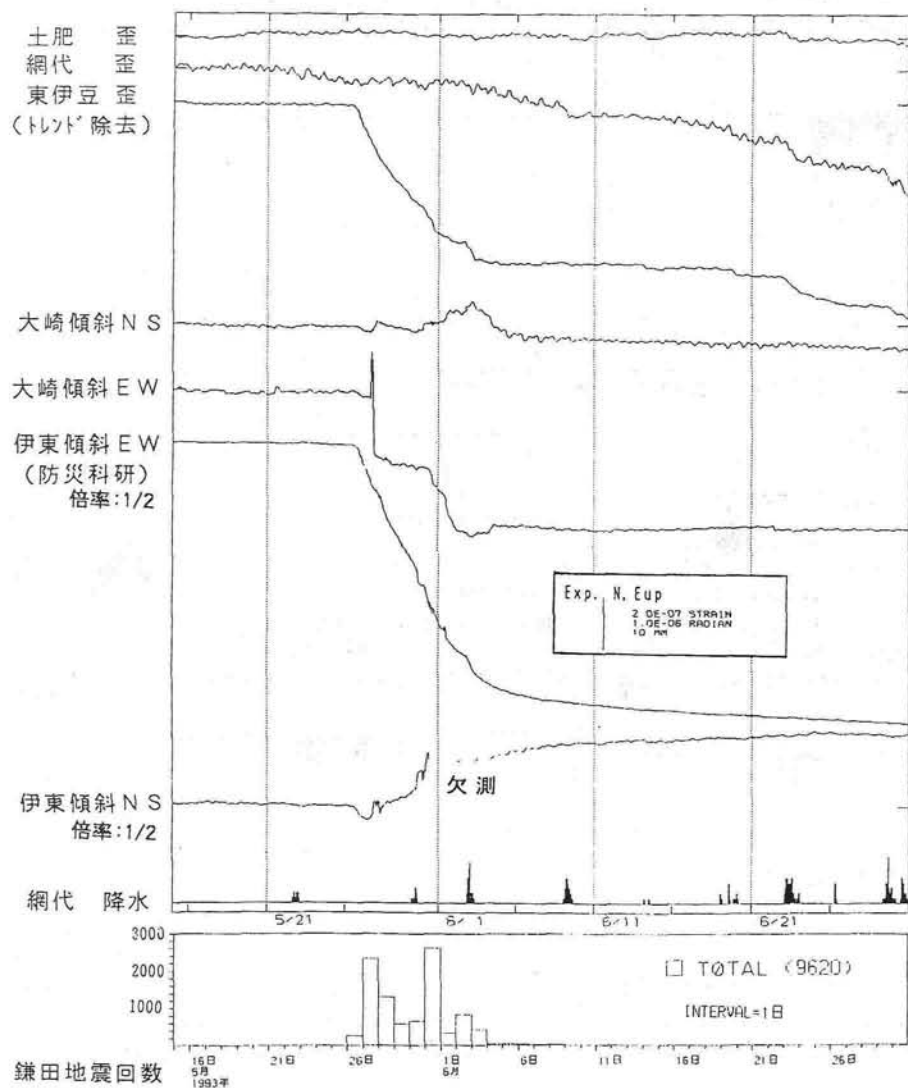 土肥 歪
網代 歪
東伊豆 歪
(トレンド除去)
大崎傾斜NS
大崎傾斜EW
伊東傾斜EW
(防災科研)
倍率:1/2
Exp. N, Eup
2.0E-07 STRAIN
1.0E-06 RADIAN
10 MM
欠測
伊東傾斜NS
倍率:1/2
網代 降水
5/21 6/1 6/11 6/21
3000
2000
1000
TOTAL (9620)
INTERVAL=1日
16日 21日 26日 1日 6日 11日 16日 21日 26日
5月 6月
1993年
鎌田地震回数